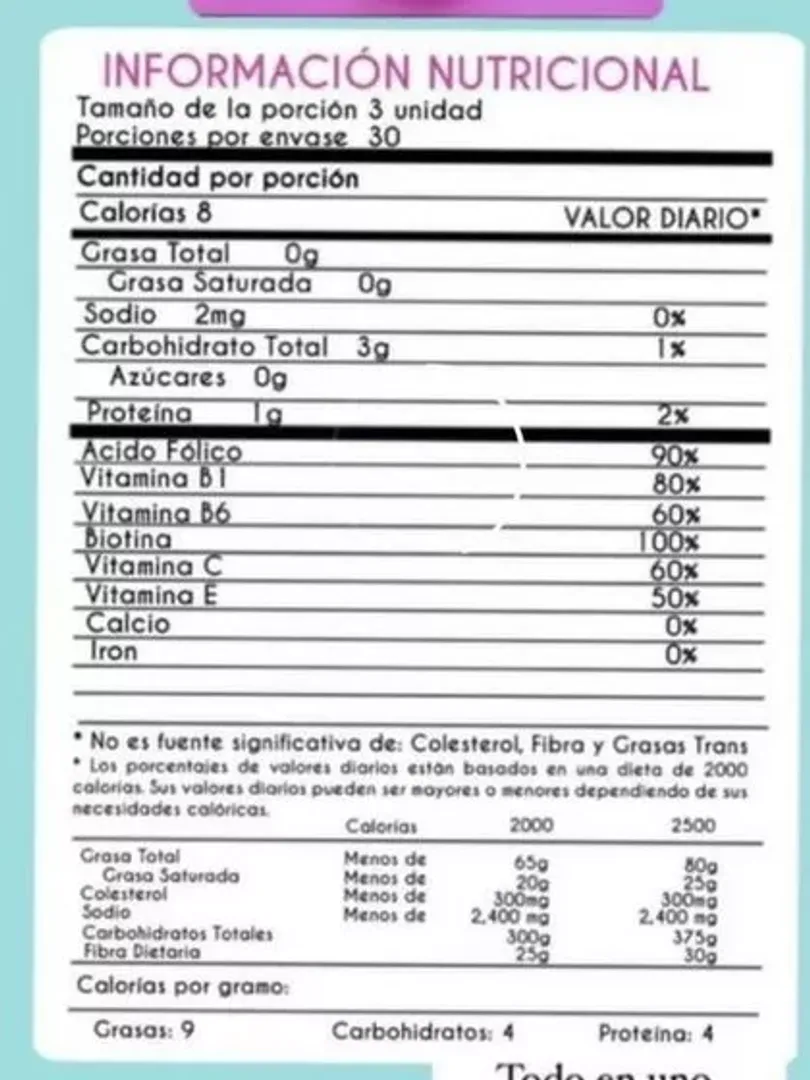 INFORMACIÓN NUTRICIONAL
Tamaño de la porción 3 unidad
Porciones por envase 30
Cantidad por porción
Calorías 8 VALOR DIARIO*
Grasa Total 0g
Grasa Saturada 0g
Sodio 2mg 0%
Carbohidrato Total 3g 1%
Azúcares 0g
Proteína 1g 2%
Acido Fólico 90%
Vitamina B1 80%
Vitamina B6 60%
Biotina 100%
Vitamina C 60%
Vitamina E 50%
Calcio 0%
Iron 0%
* No es fuente significativa de: Colesterol, Fibra y Grasas Trans
* Los porcentajes de valores diarios están basados en una dieta de 2000
calorías. Sus valores diarios pueden ser mayores o menores dependiendo de sus
necesidades calóricas.
Calorías 2000 2500
Grasa Total Menos de 65g 80g
Grasa Saturada Menos de 20g 25g
Colesterol Menos de 300mg 300mg
Sodio Menos de 2,400 mg 2,400 mg
Carbohidratos Totales 300g 375g
Fibra Dietaria 25g 30g
Calorías por gramo:
Grasas: 9 Carbohidratos: 4 Proteína: 4
Todo en uno